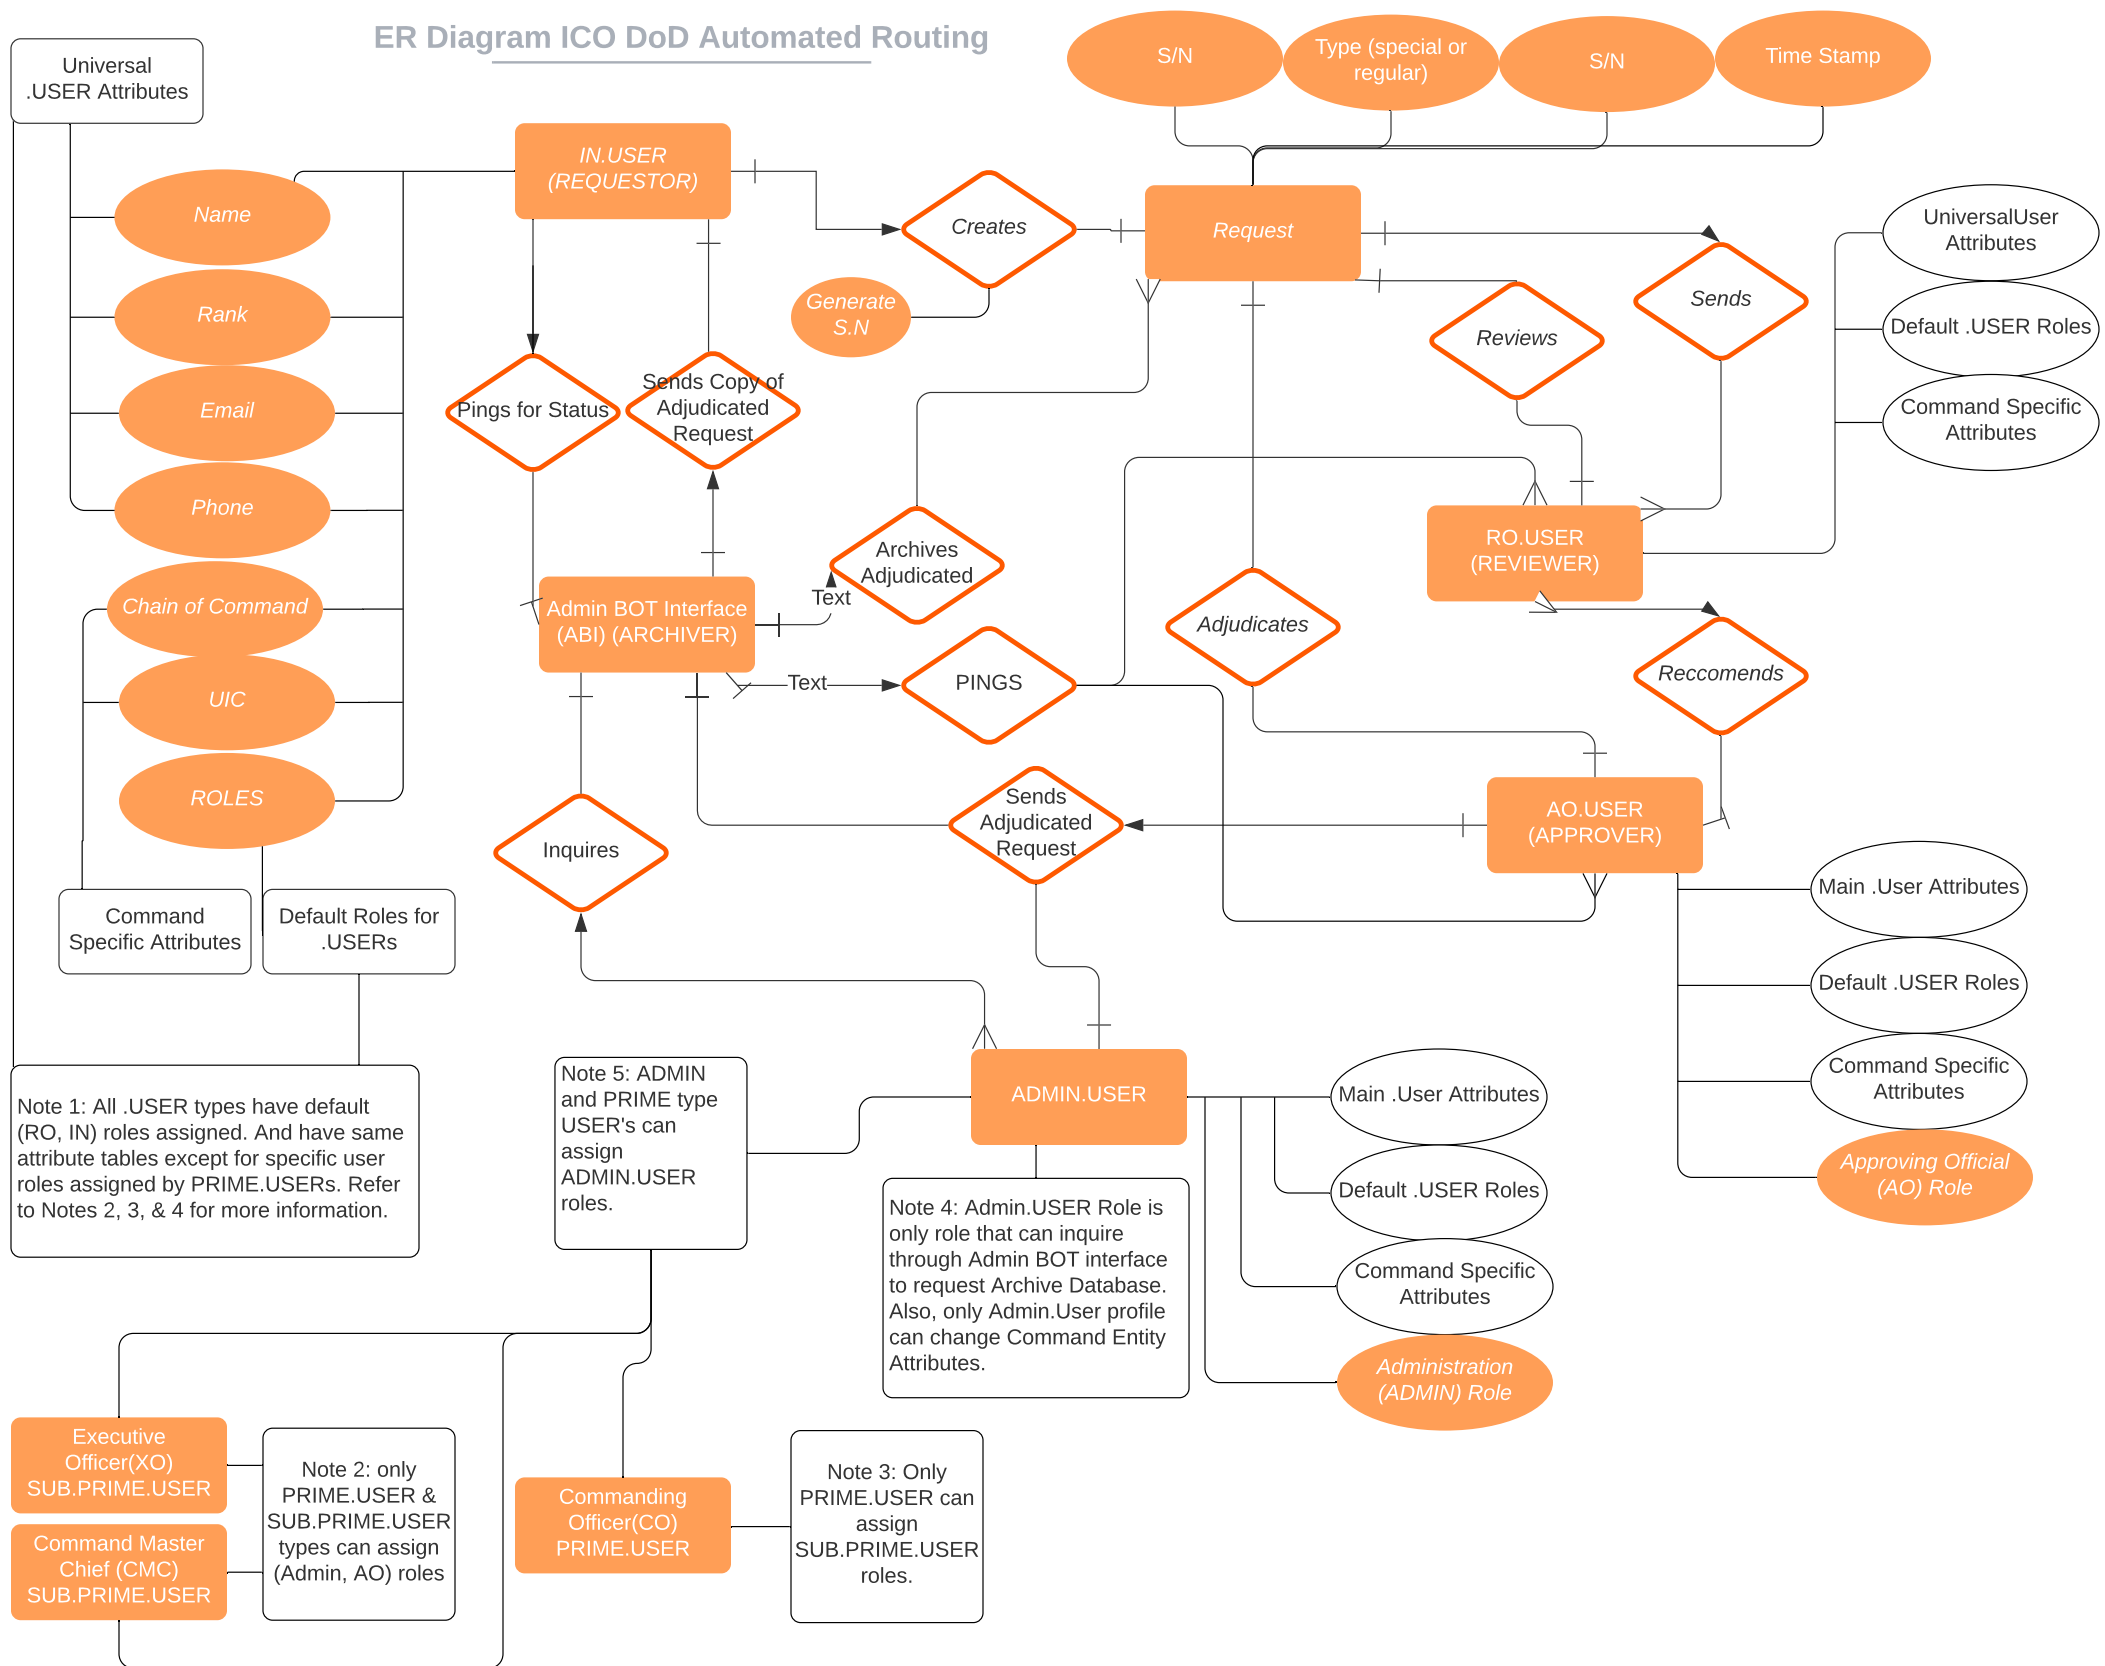 ER Diagram ICO DoD Automated Routing
Universal
.USER Attributes
S/N
Type (special or
regular)
S/N
Time Stamp
IN.USER
(REQUESTOR)
Name
Rank
Email
Phone
Chain of Command
UIC
ROLES
Creates
Generate
S.N
Request
UniversalUser
Attributes
Default .USER Roles
Command Specific
Attributes
Sends
Reviews
Pings for Status
Sends Copy of
Adjudicated
Request
Archives
Adjudicated
Text
Admin BOT Interface
(ABI) (ARCHIVER)
Text
PINGS
RO.USER
(REVIEWER)
Adjudicates
Reccomends
Inquires
Sends
Adjudicated
Request
AO.USER
(APPROVER)
Main .User Attributes
Default .USER Roles
Command Specific
Attributes
Approving Official
(AO) Role
Command
Specific Attributes
Default Roles for
.USERs
Note 1: All .USER types have default
(RO, IN) roles assigned. And have same
attribute tables except for specific user
roles assigned by PRIME.USERs. Refer
to Notes 2, 3, & 4 for more information.
Note 5: ADMIN
and PRIME type
USER's can
assign
ADMIN.USER
roles.
ADMIN.USER
Main .User Attributes
Default .USER Roles
Command Specific
Attributes
Administration
(ADMIN) Role
Note 4: Admin.USER Role is
only role that can inquire
through Admin BOT interface
to request Archive Database.
Also, only Admin.User profile
can change Command Entity
Attributes.
Executive
Officer(XO)
SUB.PRIME.USER
Command Master
Chief (CMC)
SUB.PRIME.USER
Note 2: only
PRIME.USER &
SUB.PRIME.USER
types can assign
(Admin, AO) roles
Commanding
Officer(CO)
PRIME.USER
Note 3: Only
PRIME.USER can
assign
SUB.PRIME.USER
roles.